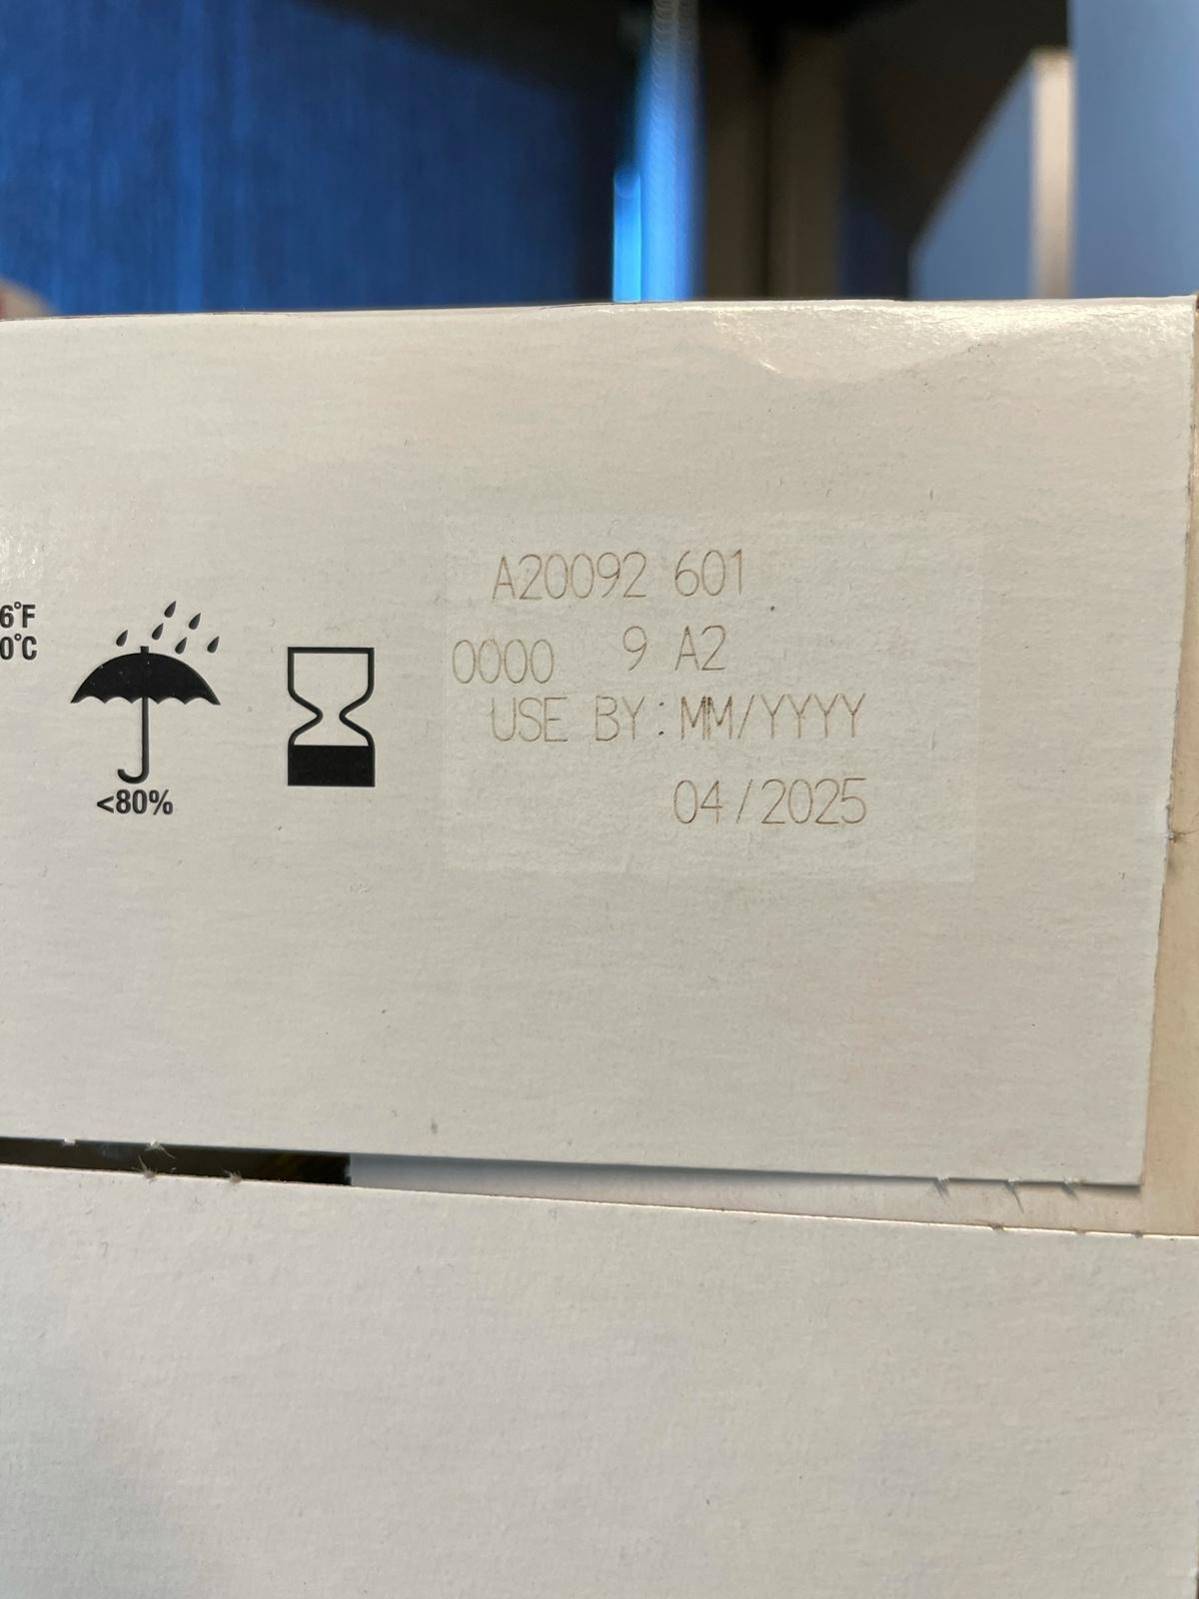 6°F
0°C
<80%
A20092 601
0000 9 A2
USE BY: MM/YYYY
04/2025